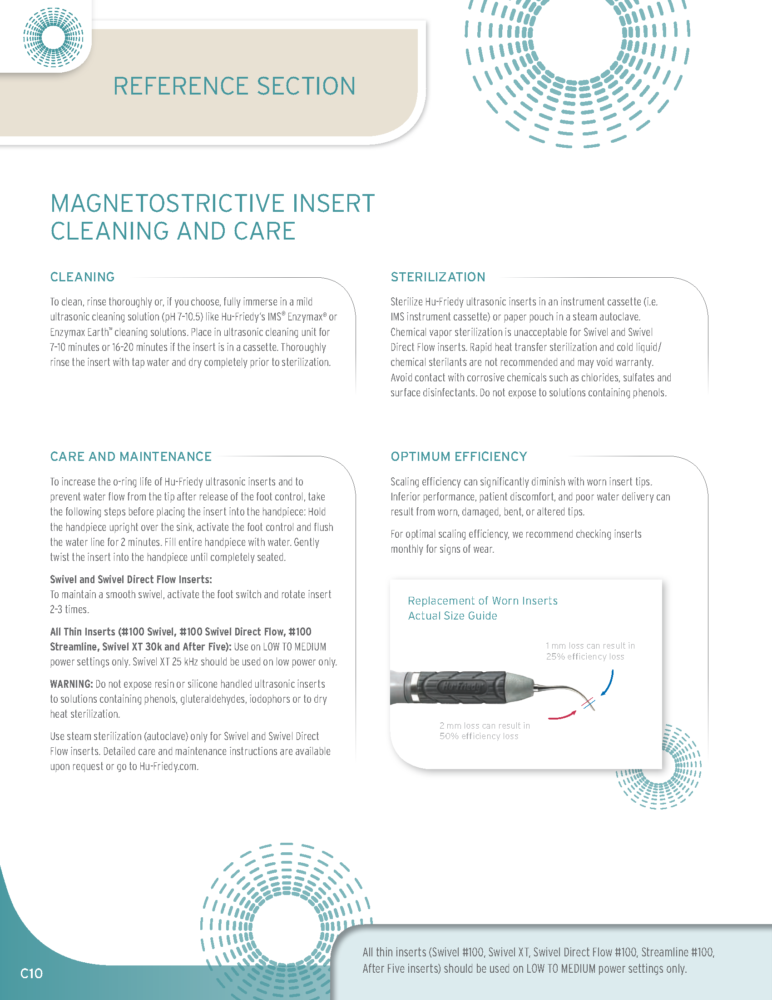 REFERENCE SECTION
MAGNETOSTRICTIVE INSERT
CLEANING AND CARE
CLEANING
To clean, rinse thoroughly or, if you choose, fully immerse in a mild
ultrasonic cleaning solution (pH 7-10.5) like Hu-Friedy's IMS® Enzymax® or
Enzymax Earth™ cleaning solutions. Place in ultrasonic cleaning unit for
7-10 minutes or 16-20 minutes if the insert is in a cassette. Thoroughly
rinse the insert with tap water and dry completely prior to sterilization.
STERILIZATION
Sterilize Hu-Friedy ultrasonic inserts in an instrument cassette (i.e.
IMS instrument cassette) or paper pouch in a steam autoclave.
Chemical vapor sterilization is unacceptable for Swivel and Swivel
Direct Flow inserts. Rapid heat transfer sterilization and cold liquid/
chemical sterilants are not recommended and may void warranty.
Avoid contact with corrosive chemicals such as chlorides, sulfates and
surface disinfectants. Do not expose to solutions containing phenols.
CARE AND MAINTENANCE
To increase the o-ring life of Hu-Friedy ultrasonic inserts and to
prevent water flow from the tip after release of the foot control, take
the following steps before placing the insert into the handpiece: Hold
the handpiece upright over the sink, activate the foot control and flush
the water line for 2 minutes. Fill entire handpiece with water. Gently
twist the insert into the handpiece until completely seated.
Swivel and Swivel Direct Flow Inserts:
To maintain a smooth swivel, activate the foot switch and rotate insert
2-3 times.
All Thin Inserts (#100 Swivel, #100 Swivel Direct Flow, #100
Streamline, Swivel XT 30k and After Five): Use on LOW TO MEDIUM
power settings only. Swivel XT 25 kHz should be used on low power only.
WARNING: Do not expose resin or silicone handled ultrasonic inserts
to solutions containing phenols, gluteraldehydes, iodophors or to dry
heat sterilization.
Use steam sterilization (autoclave) only for Swivel and Swivel Direct
Flow inserts. Detailed care and maintenance instructions are available
upon request or go to Hu-Friedy.com.
OPTIMUM EFFICIENCY
Scaling efficiency can significantly diminish with worn insert tips.
Inferior performance, patient discomfort, and poor water delivery can
result from worn, damaged, bent, or altered tips.
For optimal scaling efficiency, we recommend checking inserts
monthly for signs of wear.
Replacement of Worn Inserts
Actual Size Guide
1 mm loss can result in
25% efficiency loss
Hu-Friedy
2 mm loss can result in
50% efficiency loss
All thin inserts (Swivel #100, Swivel XT, Swivel Direct Flow #100, Streamline #100,
After Five inserts) should be used on LOW TO MEDIUM power settings only.
C10